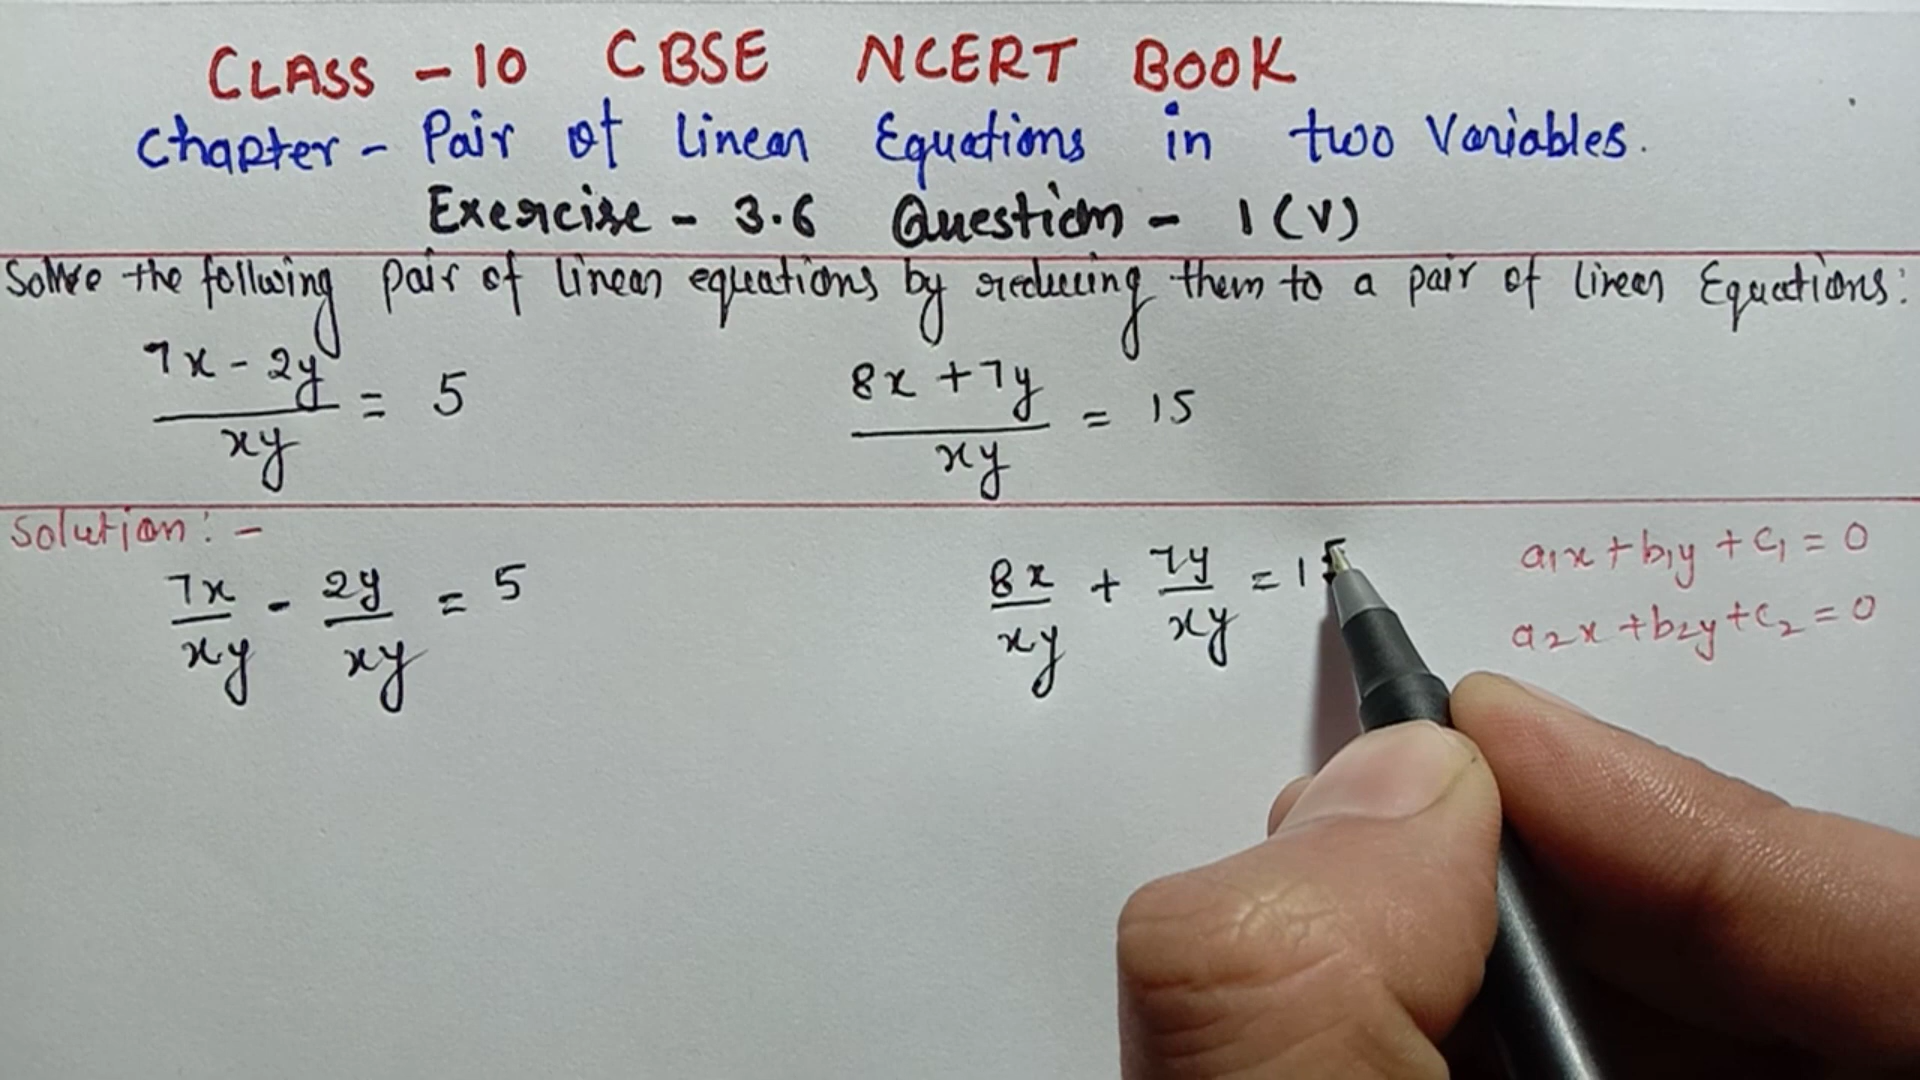 CLASS - 10 CBSE NCERT BOOK
Chapter - Pair of Linear Equations in two Variables.
Exercise - 3.6 Question - 1 (V)
Solve the following pair of linear equations by reducing them to a pair of linear Equations:
7x - 2y / xy = 5    8x + 7y / xy = 15
Solution: -
7x/xy - 2y/xy = 5    8x/xy + 7y/xy = 15    a₁x + b₁y + c₁ = 0
a₂x + b₂y + c₂ = 0